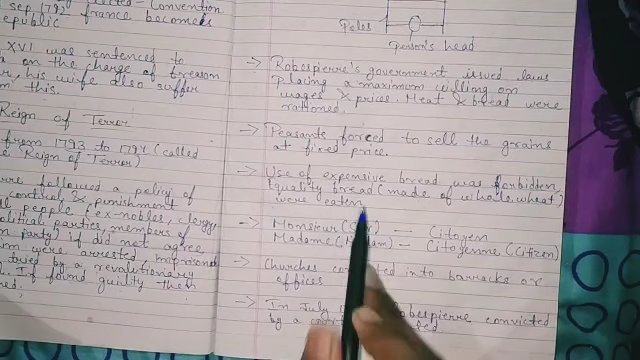 Convention
sep 1792 france becomes
republic
XVI was sentenced to
on the charge of treason
his wife also suffer
this.
Reign of Terror
from 1793 to 1794 (called
Reign of Terror)
followed a policy of
control & punishment
people (ex-nobles, clergy
political parties, members of
party) if did not agree
him were arrested imprisoned
tried by a revolutionary
If found guilty then
Poles
Person's head
→ Robespierre's government issued laws
placing a maximum ceiling on
wages & prices. Meat & bread were
rationed.
→ Peasants forced to sell the grains
at fixed price.
→ Use of expensive bread was forbidden
Equality bread (made of whole wheat)
were eaten
→ Monsieur (Sir) — Citoyen
Madame (Madam) — Citoyenne (Citizen)
→ Churches converted into barracks or
offices
→ In July Robespierre convicted
by a